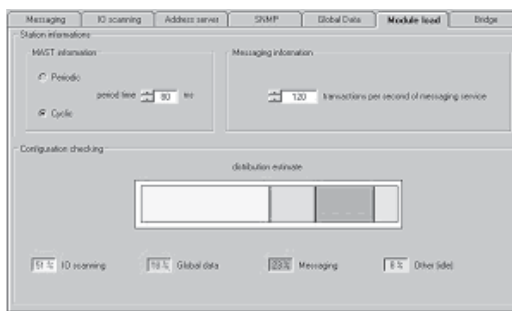 Messaging IO scanning Address server SNMP Global Data Module load Bridge
Station informations
MAST information Messaging information
Periodic
period time 80 ms 120 transactions per second of messaging service
Cyclic
Configuration checking
distribution estimate
51 % IO scanning 18 % Global data 23 % Messaging 8 % Other (idle)